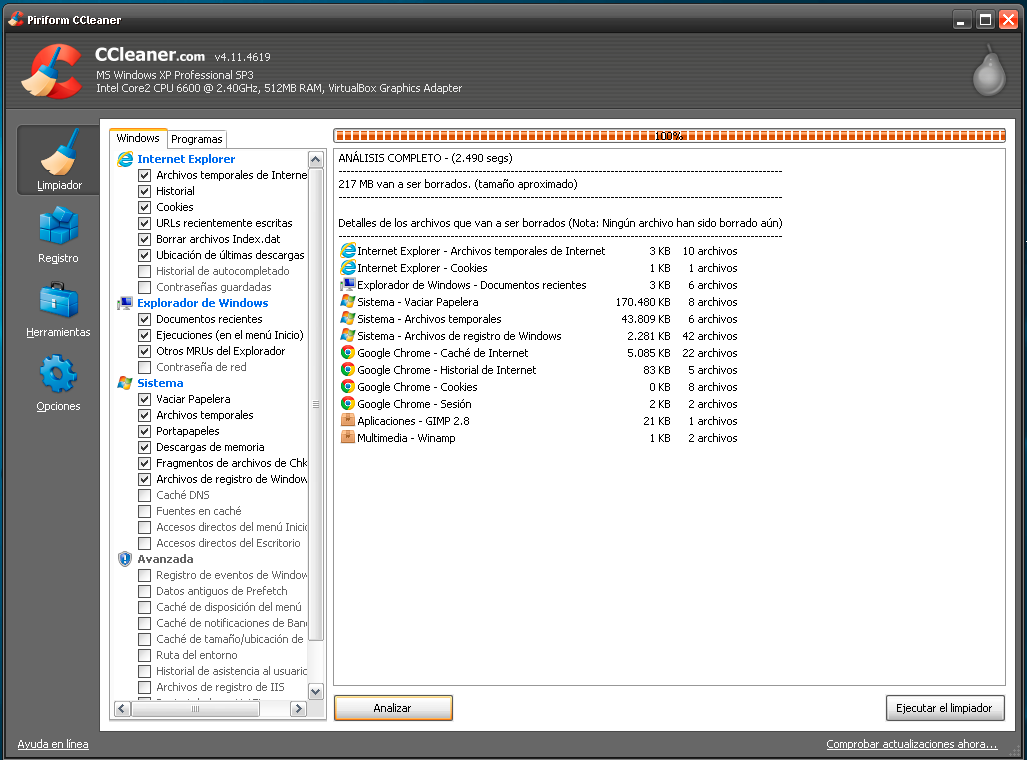 Piriform CCleaner
CCleaner.com v4.11.4619
MS Windows XP Professional SP3
Intel Core2 CPU 6600 @ 2.40GHz, 512MB RAM, VirtualBox Graphics Adapter
Limpiador
Registro
Herramientas
Opciones
Windows
Programas
Internet Explorer
Archivos temporales de Interne
Historial
Cookies
URLs recientemente escritas
Borrar archivos Index.dat
Ubicación de últimas descargas
Historial de autocompletado
Contraseñas guardadas
Explorador de Windows
Documentos recientes
Ejecuciones (en el menú Inicio)
Otros MRUs del Explorador
Contraseña de red
Sistema
Vaciar Papelera
Archivos temporales
Portapapeles
Descargas de memoria
Fragmentos de archivos de Chk
Archivos de registro de Window
Caché DNS
Fuentes en caché
Accesos directos del menú Inicio
Accesos directos del Escritorio
Avanzada
Registro de eventos de Window
Datos antiguos de Prefetch
Caché de disposición del menú
Caché de notificaciones de Ban
Caché de tamaño/ubicación de
Ruta del entorno
Historial de asistencia al usuario
Archivos de registro de IIS
100%
ANÁLISIS COMPLETO - (2.490 segs)
217 MB van a ser borrados. (tamaño aproximado)
Detalles de los archivos que van a ser borrados (Nota: Ningún archivo han sido borrado aún)
Internet Explorer - Archivos temporales de Internet 3 KB 10 archivos
Internet Explorer - Cookies 1 KB 1 archivos
Explorador de Windows - Documentos recientes 3 KB 6 archivos
Sistema - Vaciar Papelera 170.480 KB 8 archivos
Sistema - Archivos temporales 43.809 KB 6 archivos
Sistema - Archivos de registro de Windows 2.281 KB 42 archivos
Google Chrome - Caché de Internet 5.085 KB 22 archivos
Google Chrome - Historial de Internet 83 KB 5 archivos
Google Chrome - Cookies 0 KB 8 archivos
Google Chrome - Sesión 2 KB 2 archivos
Aplicaciones - GIMP 2.8 21 KB 1 archivos
Multimedia - Winamp 1 KB 2 archivos
Analizar
Ejecutar el limpiador
Ayuda en línea
Comprobar actualizaciones ahora...